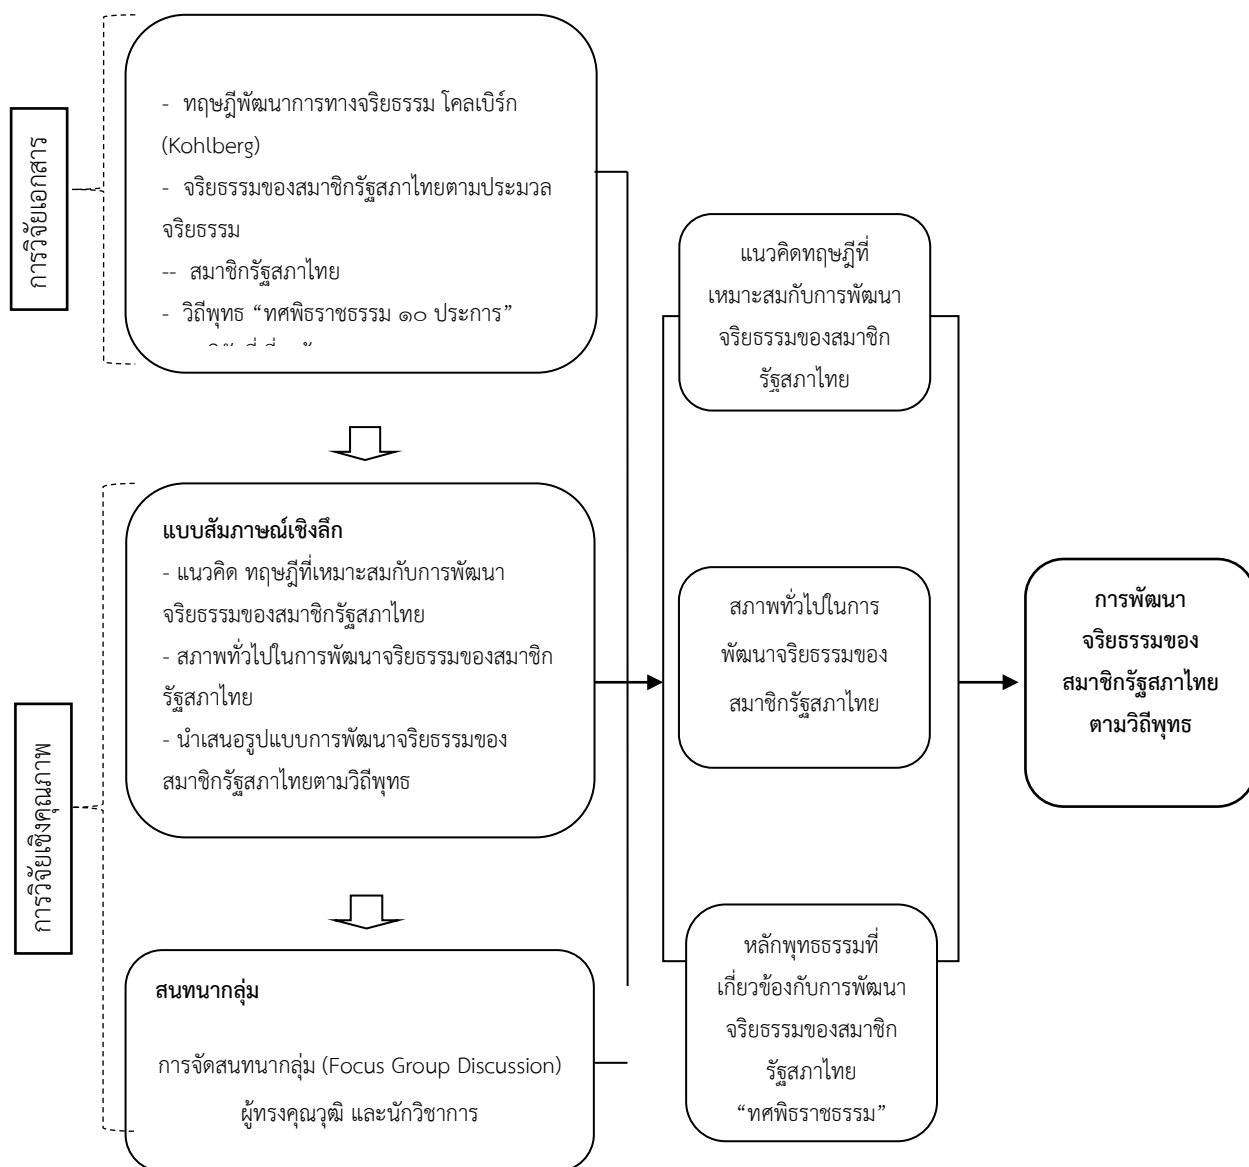 การวิจัยเอกสาร
- ทฤษฎีพัฒนาการทางจริยธรรม โคลเบิร์ก
(Kohlberg)
- จริยธรรมของสมาชิกรัฐสภาไทยตามประมวล
จริยธรรม
-- สมาชิกรัฐสภาไทย
- วิถีพุทธ “ทศพิธราชธรรม ๑๐ ประการ”
การวิจัยเชิงคุณภาพ
แบบสัมภาษณ์เชิงลึก
- แนวคิด ทฤษฎีที่เหมาะสมกับการพัฒนา
จริยธรรมของสมาชิกรัฐสภาไทย
- สภาพทั่วไปในการพัฒนาจริยธรรมของสมาชิก
รัฐสภาไทย
- นำเสนอรูปแบบการพัฒนาจริยธรรมของ
สมาชิกรัฐสภาไทยตามวิถีพุทธ
สนทนากลุ่ม
การจัดสนทนากลุ่ม (Focus Group Discussion)
ผู้ทรงคุณวุฒิ และนักวิชาการ
แนวคิดทฤษฎีที่
เหมาะสมกับการพัฒนา
จริยธรรมของสมาชิก
รัฐสภาไทย
สภาพทั่วไปในการ
พัฒนาจริยธรรมของ
สมาชิกรัฐสภาไทย
หลักพุทธธรรมที่
เกี่ยวข้องกับการพัฒนา
จริยธรรมของสมาชิก
รัฐสภาไทย
“ทศพิธราชธรรม”
การพัฒนา
จริยธรรมของ
สมาชิกรัฐสภาไทย
ตามวิถีพุทธ